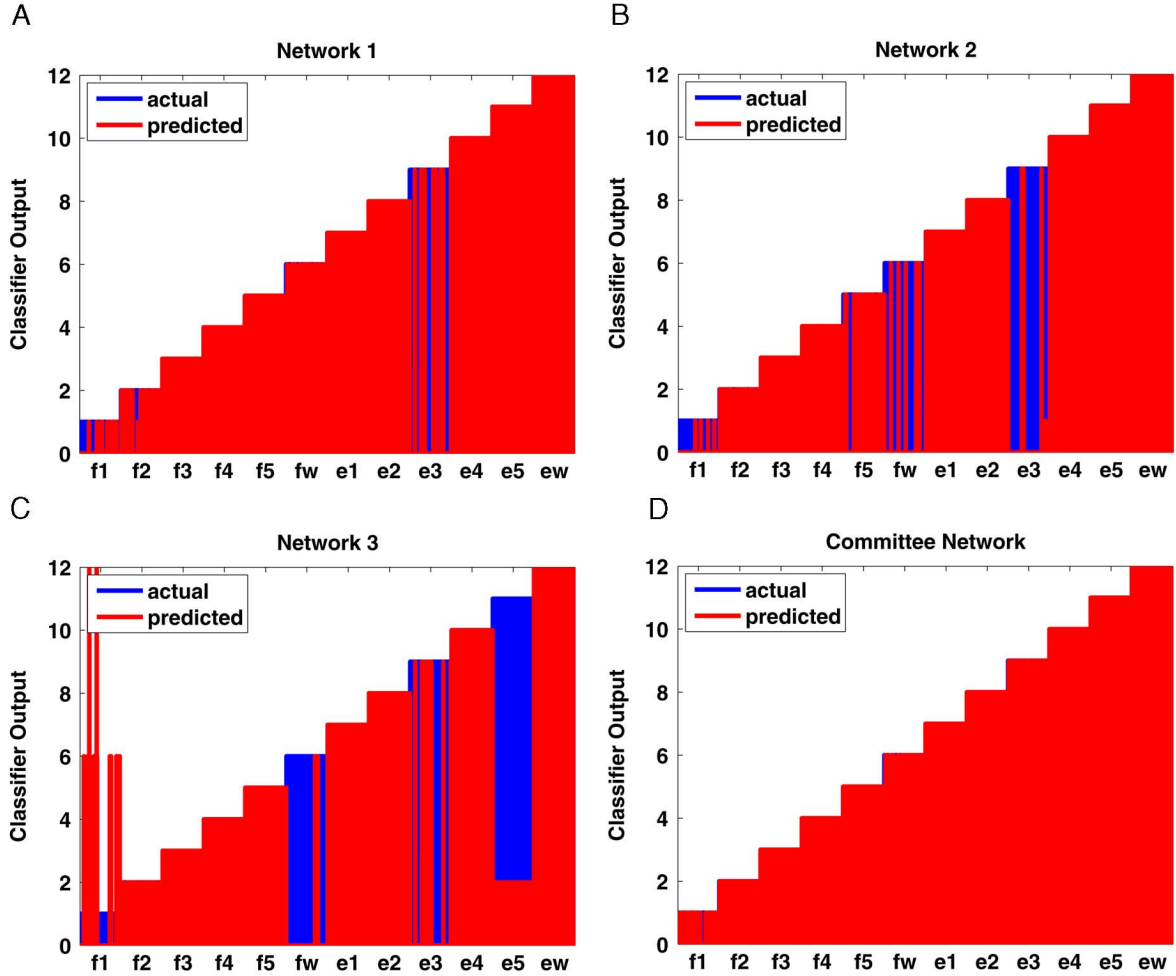 A
Network 1
actual
predicted
Classifier Output
12
10
8
6
4
2
0
f1 f2 f3 f4 f5 fw e1 e2 e3 e4 e5 ew
B
Network 2
actual
predicted
Classifier Output
12
10
8
6
4
2
0
f1 f2 f3 f4 f5 fw e1 e2 e3 e4 e5 ew
C
Network 3
actual
predicted
Classifier Output
12
10
8
6
4
2
0
f1 f2 f3 f4 f5 fw e1 e2 e3 e4 e5 ew
D
Committee Network
actual
predicted
Classifier Output
12
10
8
6
4
2
0
f1 f2 f3 f4 f5 fw e1 e2 e3 e4 e5 ew